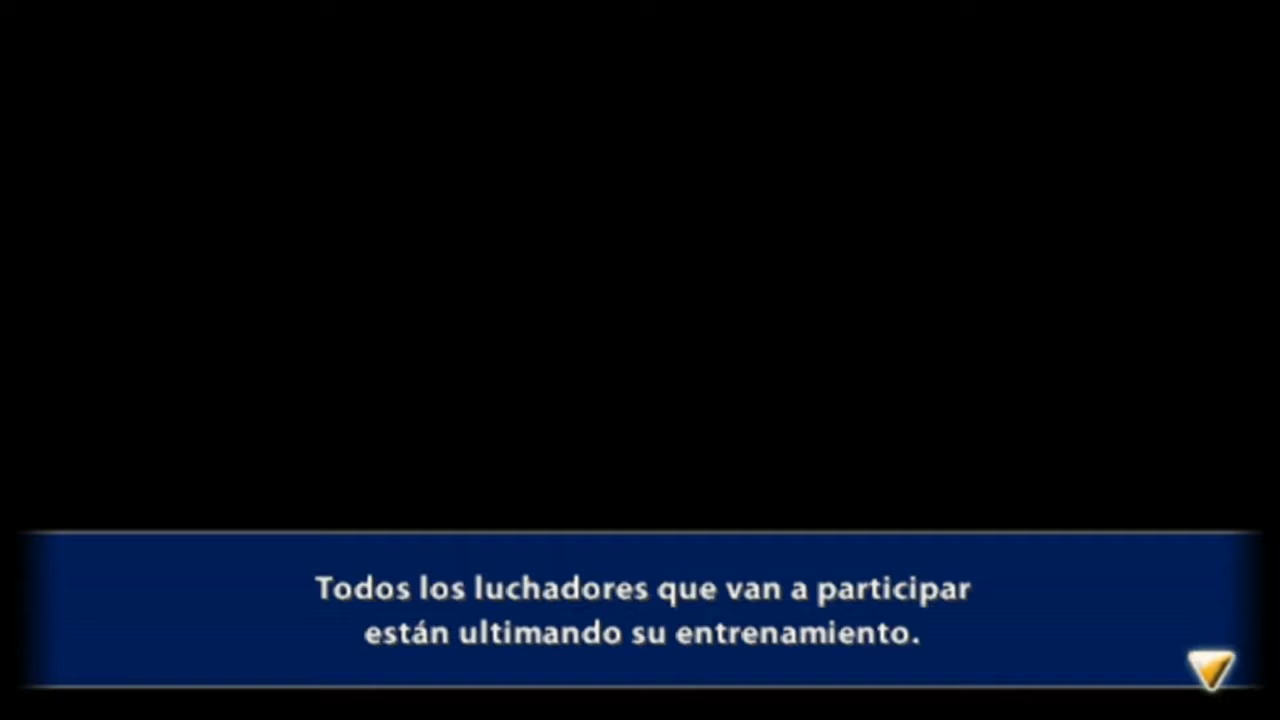 Todos los luchadores que van a participar
están ultimando su entrenamiento.